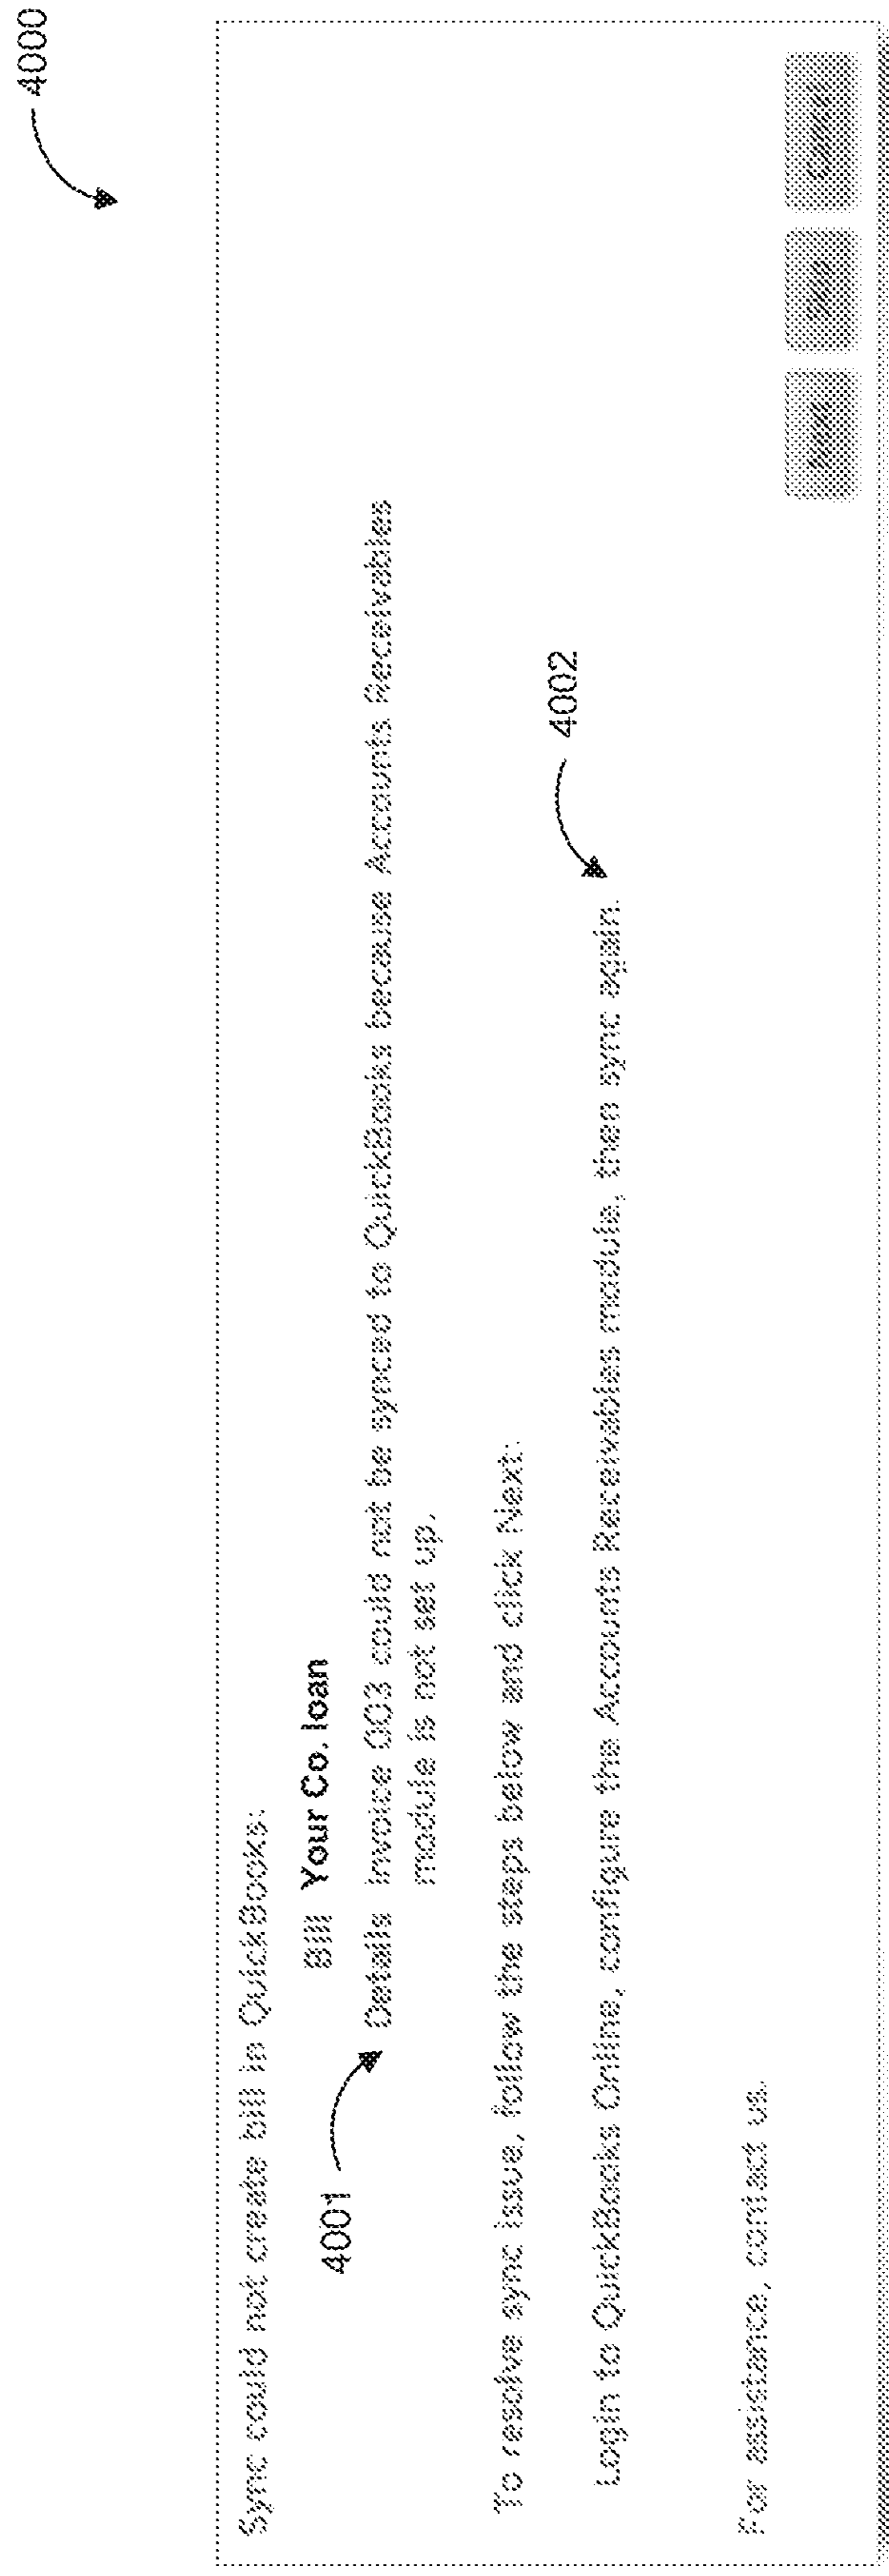 4000
Sync could not create bill in QuickBooks:
Bill Your Co. loan
4001
Details Invoice 003 could not be synced to QuickBooks because Accounts Receivables
module is not set up.
To resolve sync issue, follow the steps below and click Next:
4002
Login to QuickBooks Online, configure the Accounts Receivables module, then sync again.
For assistance, contact us.
Cancel